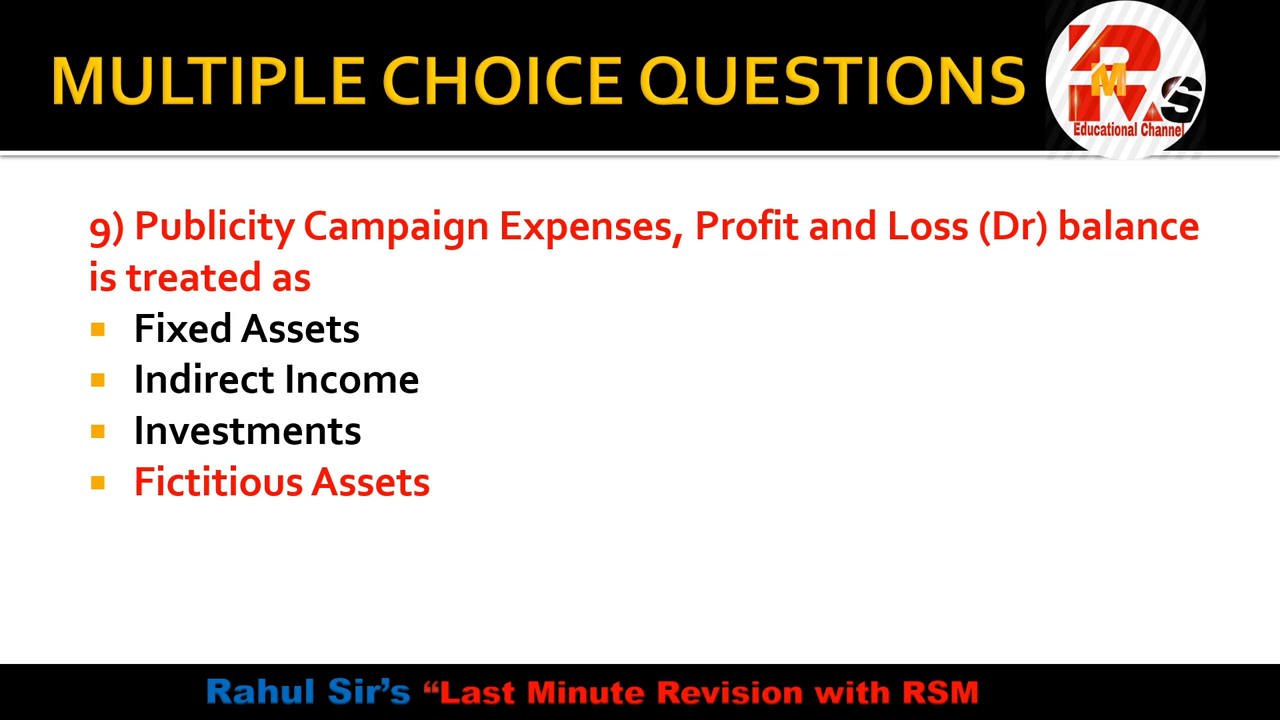 MULTIPLE CHOICE QUESTIONS
RMS
Educational Channel
9) Publicity Campaign Expenses, Profit and Loss (Dr) balance
is treated as
Fixed Assets
Indirect Income
Investments
Fictitious Assets
Rahul Sir’s “Last Minute Revision with RSM